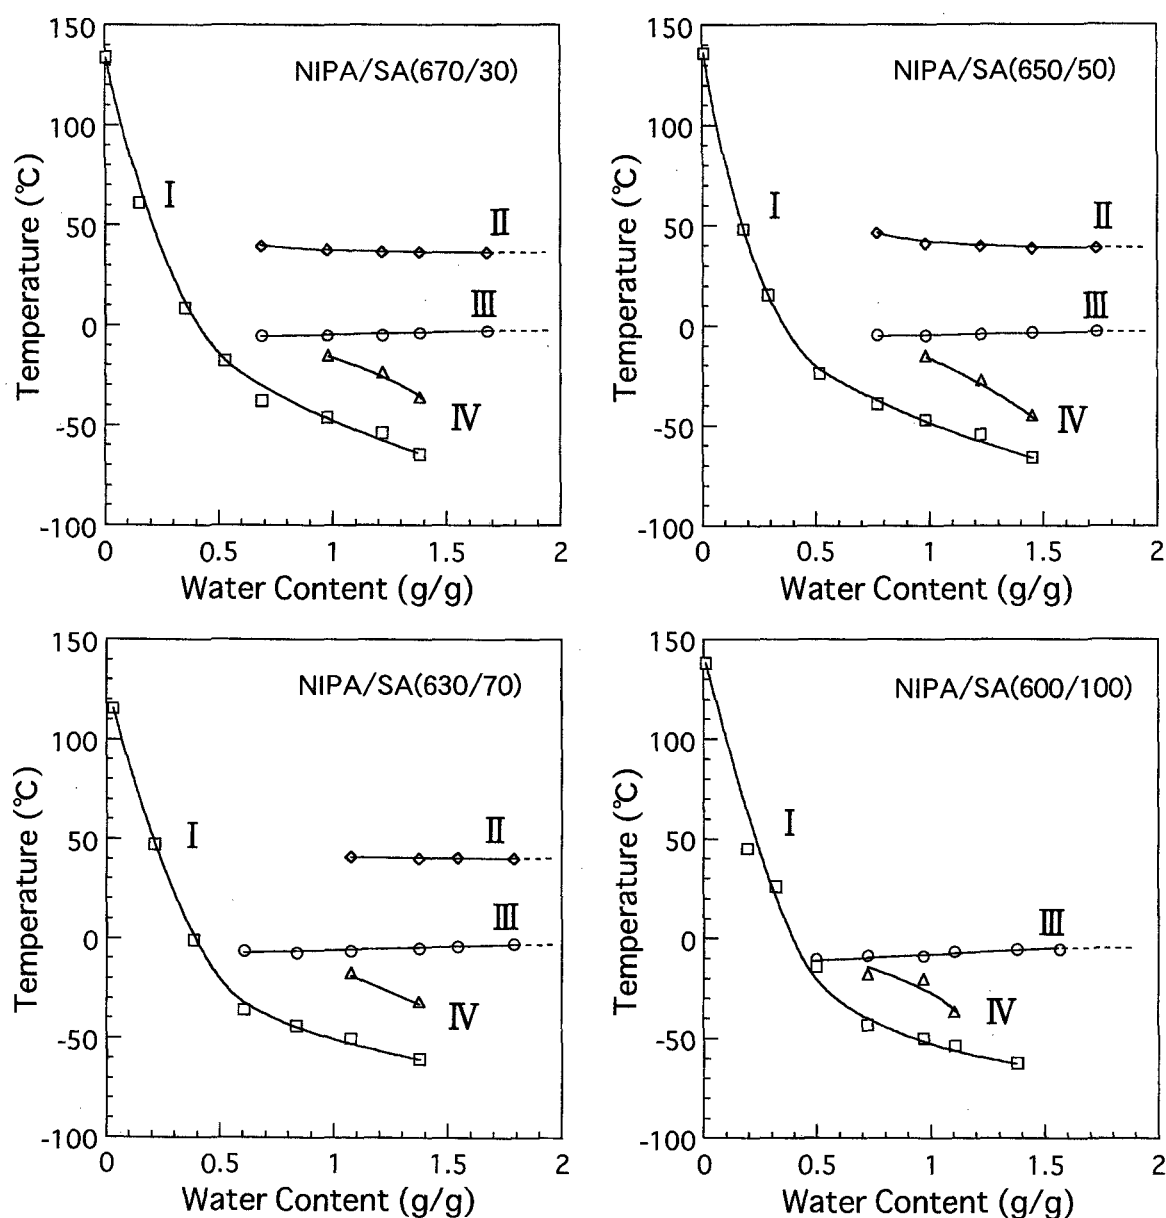 150
NIPA/SA(670/30)
100
I
50
II
III
0
IV
-50
-100
0 0.5 1 1.5 2
Temperature (℃)
Water Content (g/g)
150
NIPA/SA(650/50)
100
I
50
II
III
0
IV
-50
-100
0 0.5 1 1.5 2
Temperature (℃)
Water Content (g/g)
150
NIPA/SA(630/70)
100
I
50
II
III
0
IV
-50
-100
0 0.5 1 1.5 2
Temperature (℃)
Water Content (g/g)
150
NIPA/SA(600/100)
100
I
50
III
0
IV
-50
-100
0 0.5 1 1.5 2
Temperature (℃)
Water Content (g/g)